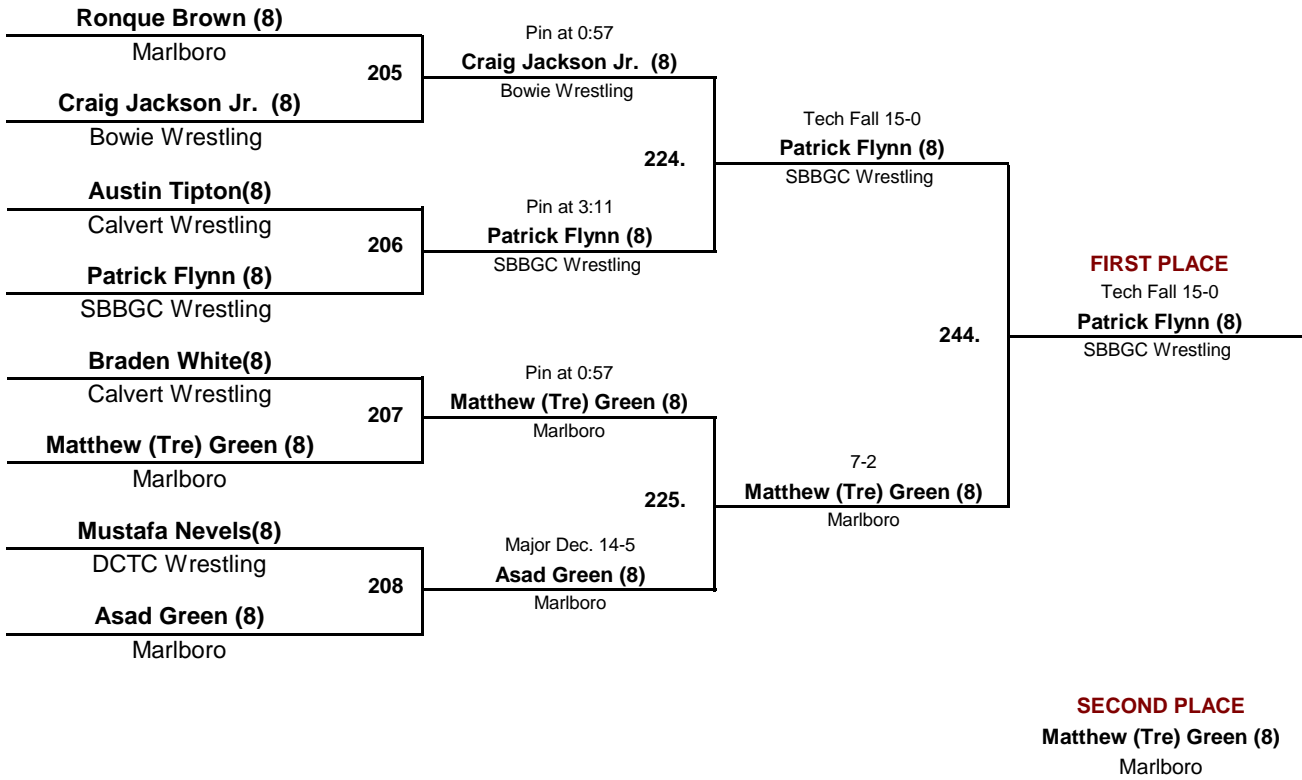 Ronque Brown (8)
Marlboro
205
Craig Jackson Jr.  (8)
Bowie Wrestling
Austin Tipton(8)
Calvert Wrestling
206
Patrick Flynn (8)
SBBGC Wrestling
Braden White(8)
Calvert Wrestling
207
Matthew (Tre) Green (8)
Marlboro
Mustafa Nevels(8)
DCTC Wrestling
208
Asad Green (8)
Marlboro
Pin at 0:57
Craig Jackson Jr.  (8)
Bowie Wrestling
224.
Pin at 3:11
Patrick Flynn (8)
SBBGC Wrestling
Pin at 0:57
Matthew (Tre) Green (8)
Marlboro
225.
Major Dec. 14-5
Asad Green (8)
Marlboro
Tech Fall 15-0
Patrick Flynn (8)
SBBGC Wrestling
244.
7-2
Matthew (Tre) Green (8)
Marlboro
FIRST PLACE
Tech Fall 15-0
Patrick Flynn (8)
SBBGC Wrestling
SECOND PLACE
Matthew (Tre) Green (8)
Marlboro